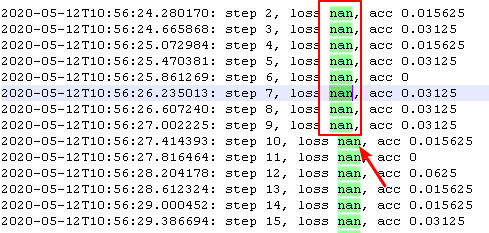 2020-05-12T10:56:24.280170: step 2, loss nan, acc 0.015625
2020-05-12T10:56:24.665868: step 3, loss nan, acc 0.03125
2020-05-12T10:56:25.072984: step 4, loss nan, acc 0.015625
2020-05-12T10:56:25.470381: step 5, loss nan, acc 0.03125
2020-05-12T10:56:25.861269: step 6, loss nan, acc 0
2020-05-12T10:56:26.235013: step 7, loss nan, acc 0.03125
2020-05-12T10:56:26.607240: step 8, loss nan, acc 0.03125
2020-05-12T10:56:27.002225: step 9, loss nan, acc 0.03125
2020-05-12T10:56:27.414393: step 10, loss nan, acc 0.015625
2020-05-12T10:56:27.816464: step 11, loss nan, acc 0
2020-05-12T10:56:28.204178: step 12, loss nan, acc 0.0625
2020-05-12T10:56:28.612324: step 13, loss nan, acc 0.015625
2020-05-12T10:56:29.000452: step 14, loss nan, acc 0.015625
2020-05-12T10:56:29.386694: step 15, loss nan, acc 0.03125